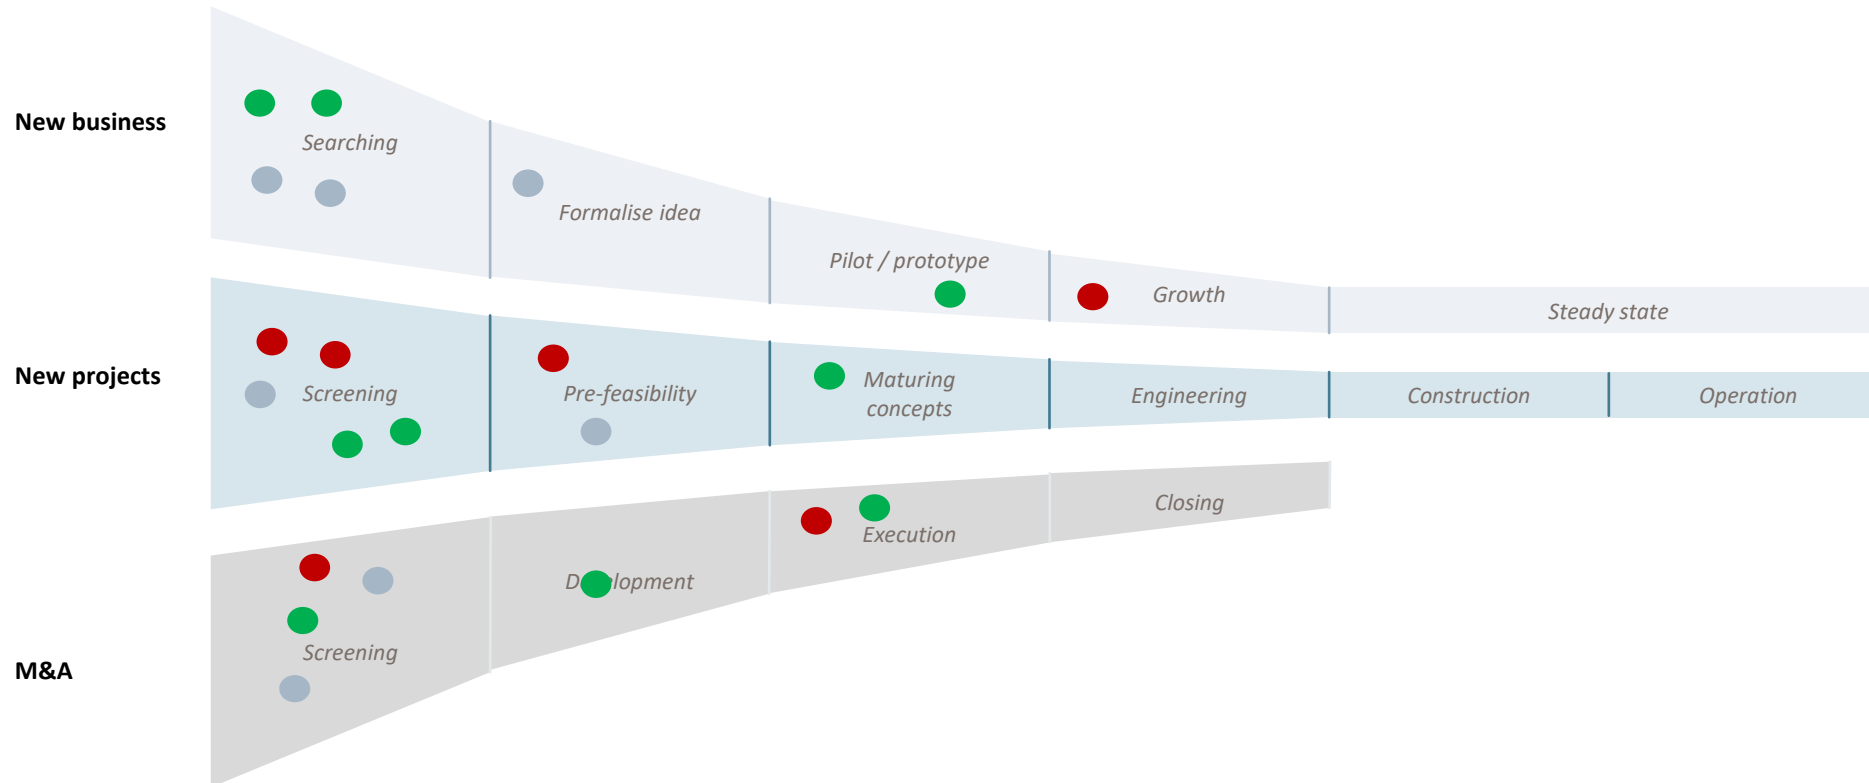 New business
Searching
Formalise idea
Pilot / prototype
Growth
Steady state
New projects
Screening
Pre-feasibility
Maturing
concepts
Engineering
Construction
Operation
M&A
Screening
Development
Execution
Closing